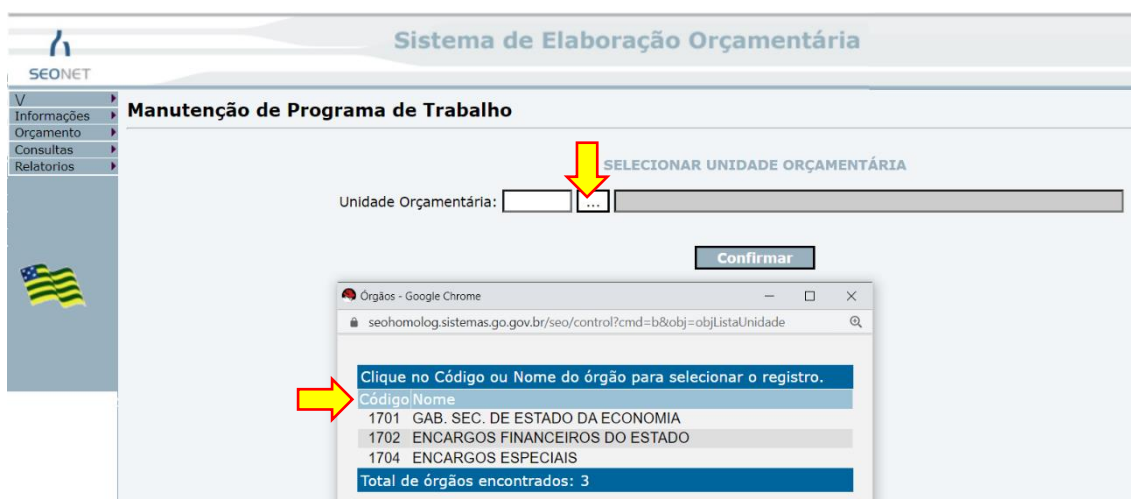 Sistema de Elaboração Orçamentária
SEONET
V
Informações
Orçamento
Consultas
Relatorios
Manutenção de Programa de Trabalho
SELECIONAR UNIDADE ORÇAMENTÁRIA
Unidade Orçamentária: ...
Confirmar
Órgãos - Google Chrome
seohomolog.sistemas.go.gov.br/seo/control?cmd=b&obj=objListaUnidade
Clique no Código ou Nome do órgão para selecionar o registro.
Código Nome
1701 GAB. SEC. DE ESTADO DA ECONOMIA
1702 ENCARGOS FINANCEIROS DO ESTADO
1704 ENCARGOS ESPECIAIS
Total de órgãos encontrados: 3